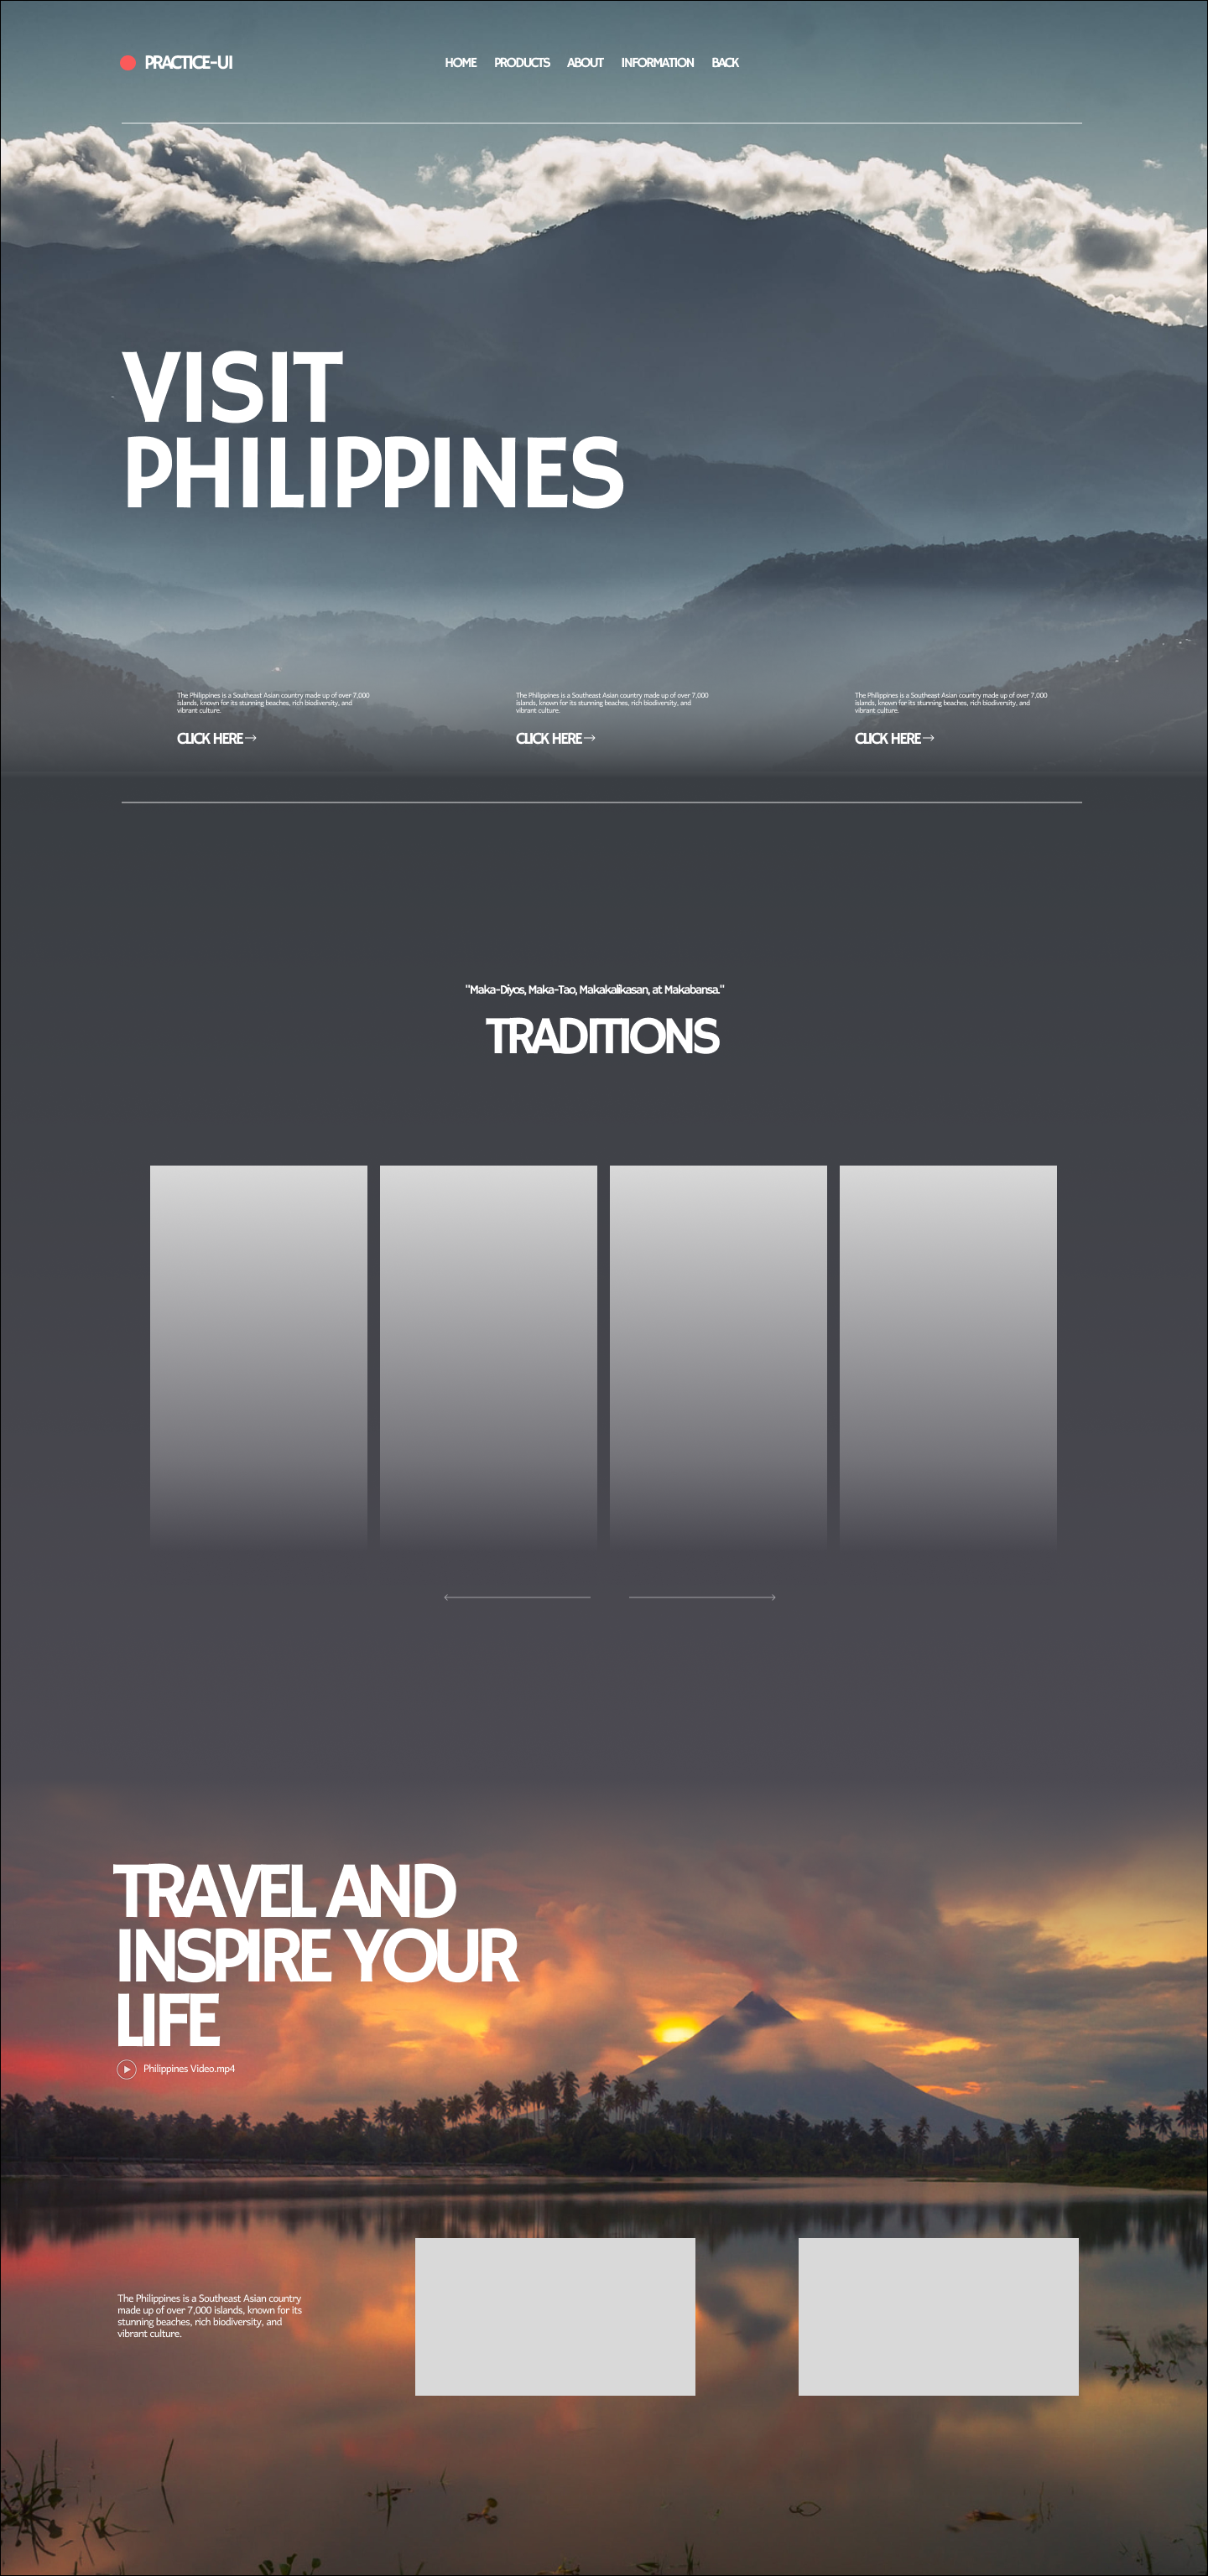 PRACTICE-UI
HOME PRODUCTS ABOUT INFORMATION BACK
VISIT
PHILIPPINES
The Philippines is a Southeast Asian country made up of over 7,000
islands, known for its stunning beaches, rich biodiversity, and
vibrant culture.
CLICK HERE→
The Philippines is a Southeast Asian country made up of over 7,000
islands, known for its stunning beaches, rich biodiversity, and
vibrant culture.
CLICK HERE→
The Philippines is a Southeast Asian country made up of over 7,000
islands, known for its stunning beaches, rich biodiversity, and
vibrant culture.
CLICK HERE→
"Maka-Diyos, Maka-Tao, Makakalikasan, at Makabansa."
TRADITIONS
TRAVEL AND
INSPIRE YOUR
LIFE
Philippines Video.mp4
The Philippines is a Southeast Asian country
made up of over 7,000 islands, known for its
stunning beaches, rich biodiversity, and
vibrant culture.